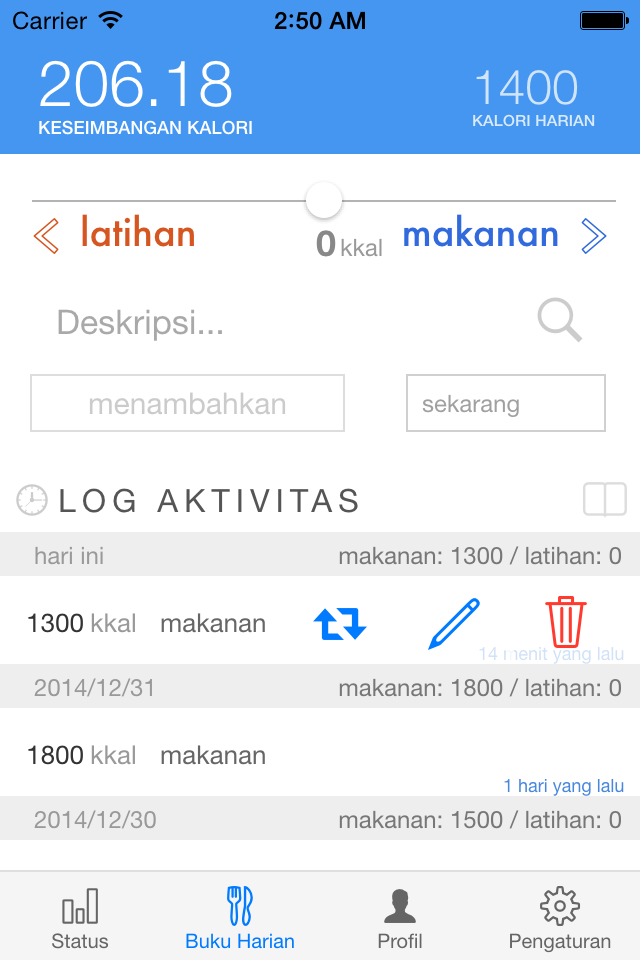 Carrier 2:50 AM
206.18 1400
KESEIMBANGAN KALORI KALORI HARIAN
latihan 0 kkal makanan
Deskripsi...
menambahkan sekarang
LOG AKTIVITAS
hari ini makanan: 1300 / latihan: 0
1300 kkal makanan
14 menit yang lalu
2014/12/31 makanan: 1800 / latihan: 0
1800 kkal makanan
1 hari yang lalu
2014/12/30 makanan: 1500 / latihan: 0
Status Buku Harian Profil Pengaturan